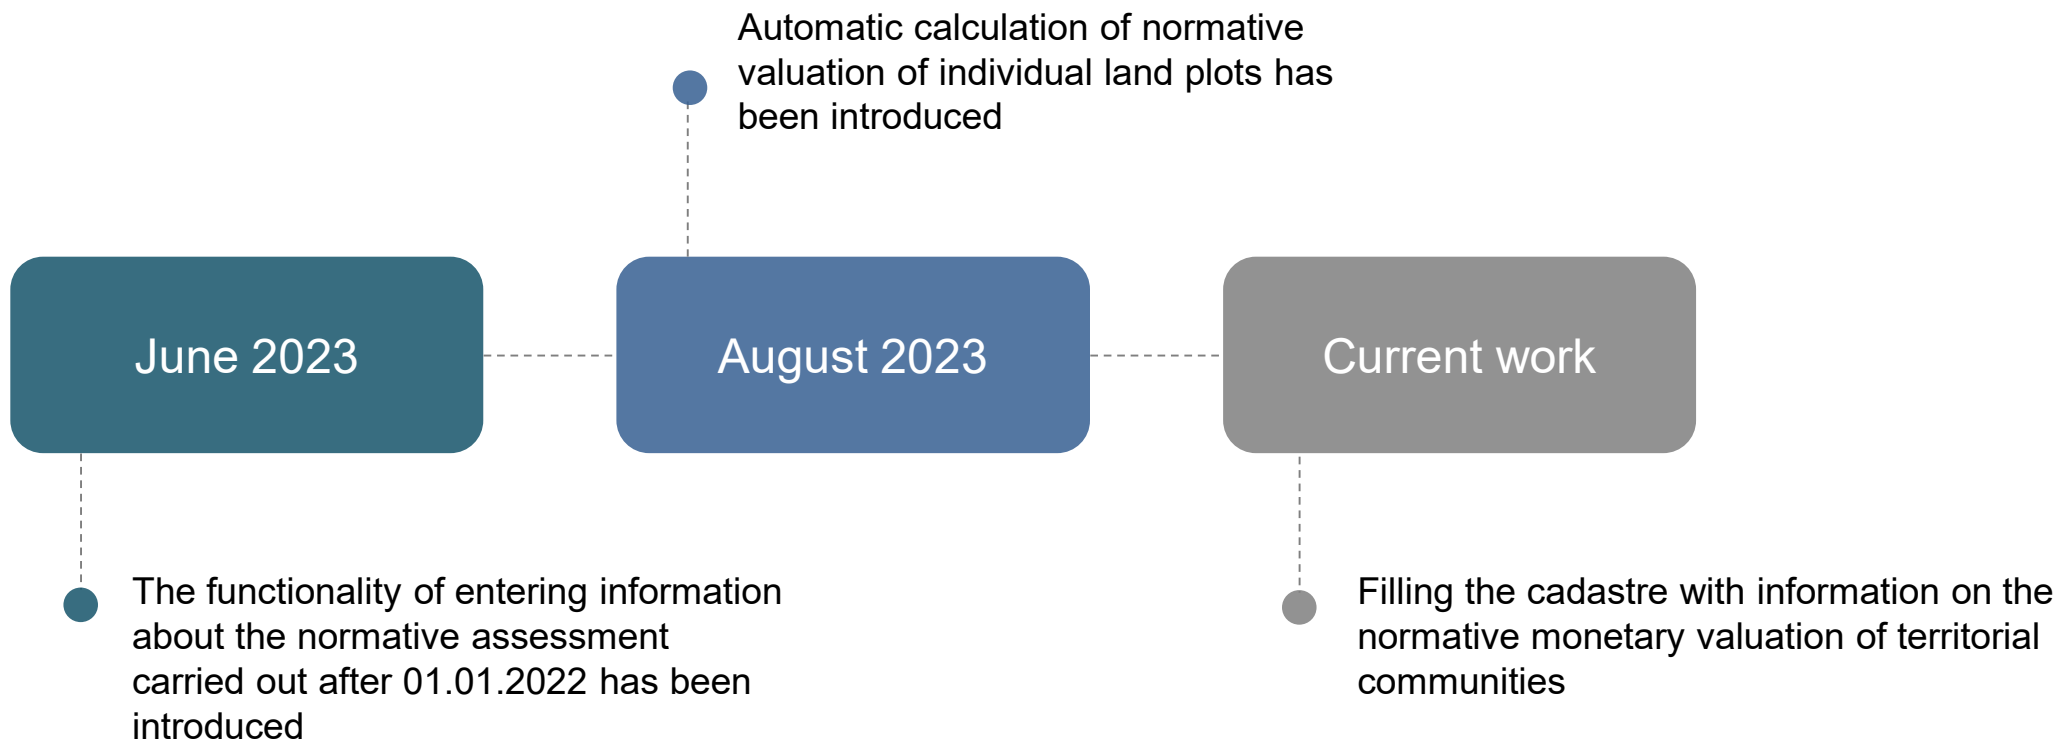 Automatic calculation of normative
valuation of individual land plots has
been introduced
June 2023
August 2023
Current work
The functionality of entering information
about the normative assessment
carried out after 01.01.2022 has been
introduced
Filling the cadastre with information on the
normative monetary valuation of territorial
communities